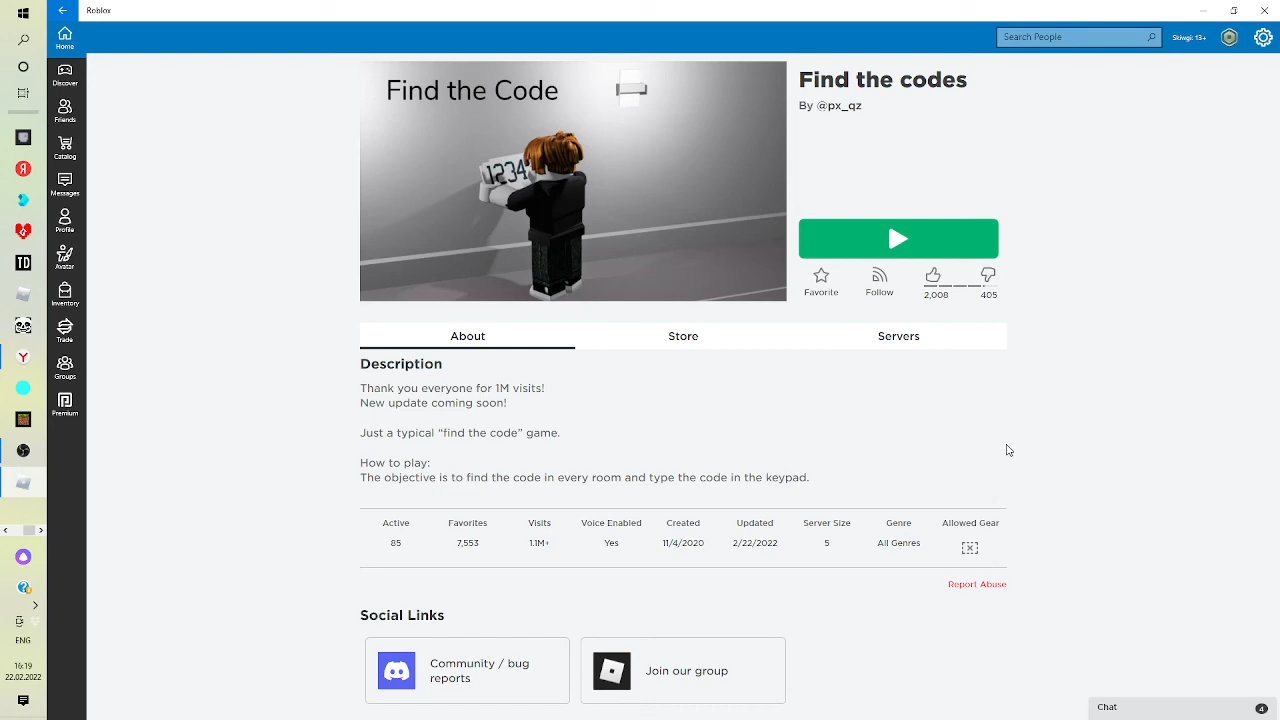 Roblox
Search People
Stiwgi: 13+
Home
Discover
Friends
Catalog
Messages
Profile
Avatar
Inventory
Trade
Groups
Premium
Find the Code
1234
Find the codes
By @px_qz
Favorite
Follow
2,008
405
About
Store
Servers
Description
Thank you everyone for 1M visits!
New update coming soon!
Just a typical “find the code” game.
How to play:
The objective is to find the code in every room and type the code in the keypad.
Active
Favorites
Visits
Voice Enabled
Created
Updated
Server Size
Genre
Allowed Gear
85
7,553
1.1M+
Yes
11/4/2020
2/22/2022
5
All Genres
Report Abuse
Social Links
Community / bug
reports
Join our group
Chat
4
Я
TD
Y
ENG
16:19
22.02.2022